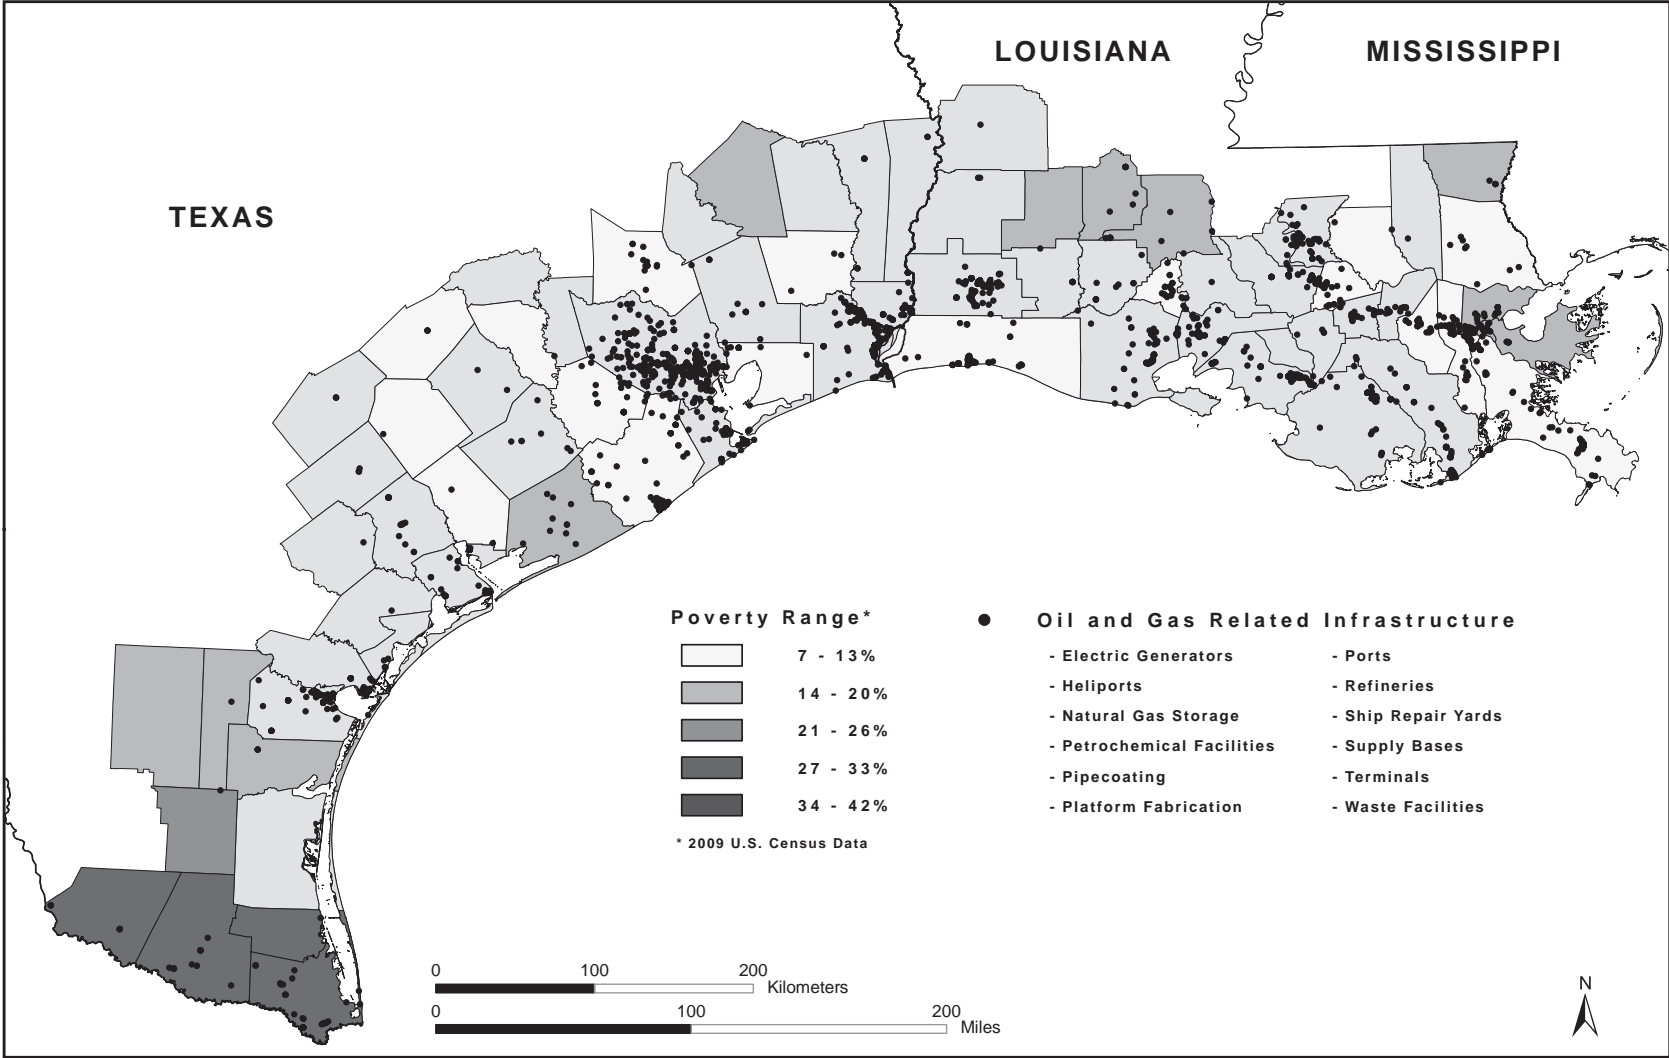 LOUISIANA
MISSISSIPPI
TEXAS
Poverty Range*
7 - 13%
14 - 20%
21 - 26%
27 - 33%
34 - 42%
* 2009 U.S. Census Data
Oil and Gas Related Infrastructure
- Electric Generators
- Heliports
- Natural Gas Storage
- Petrochemical Facilities
- Pipecoating
- Platform Fabrication
- Ports
- Refineries
- Ship Repair Yards
- Supply Bases
- Terminals
- Waste Facilities
0 100 200
Kilometers
0 100 200
Miles
N